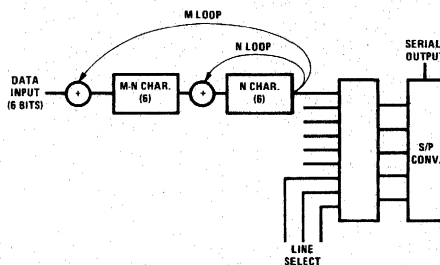 M LOOP
N LOOP
DATA
INPUT
(6 BITS)
+
M-N CHAR.
(6)
+
N CHAR.
(6)
SERIAL
OUTPUT
S/P
CONV.
LINE
SELECT